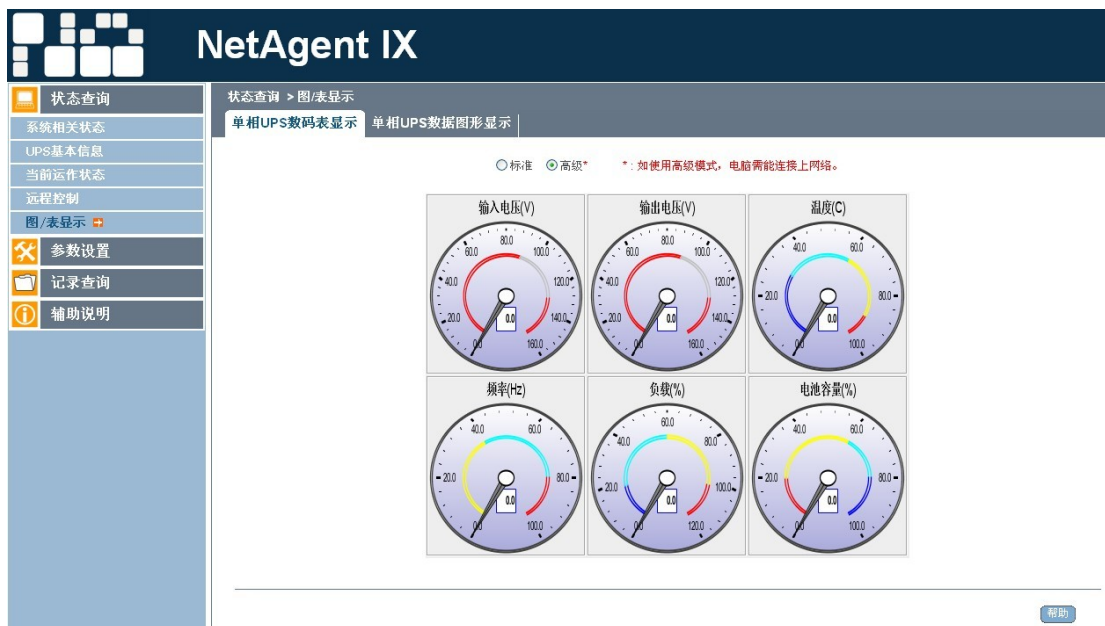 NetAgent IX
状态查询
系统相关状态
UPS基本信息
当前运作状态
远程控制
图/表显示
参数设置
记录查询
辅助说明
状态查询 > 图/表显示
单相UPS数码表显示 单相UPS数据图形显示
标准 高级* *: 如使用高级模式，电脑需能连接上网络。
输入电压(V)
0.0 20.0 40.0 60.0 80.0 100.0 120.0 140.0 160.0
0.0
输出电压(V)
0.0 20.0 40.0 60.0 80.0 100.0 120.0 140.0 160.0
0.0
温度(C)
0.0 20.0 40.0 60.0 80.0 100.0
0.0
频率(Hz)
0.0 20.0 40.0 60.0 80.0 100.0
0.0
负载(%)
0.0 20.0 40.0 60.0 80.0 100.0 120.0
0.0
电池容量(%)
0.0 20.0 40.0 60.0 80.0 100.0
0.0
帮助